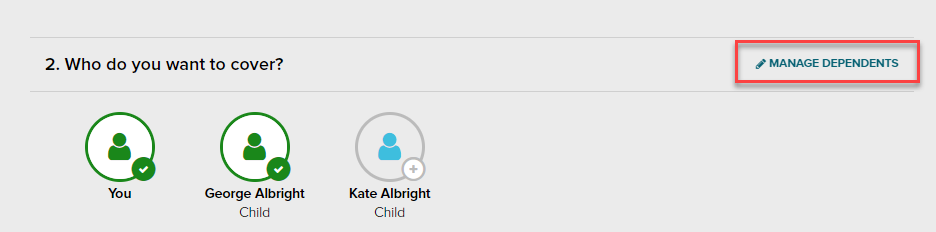 2. Who do you want to cover?
MANAGE DEPENDENTS
You
George Albright
Child
Kate Albright
Child